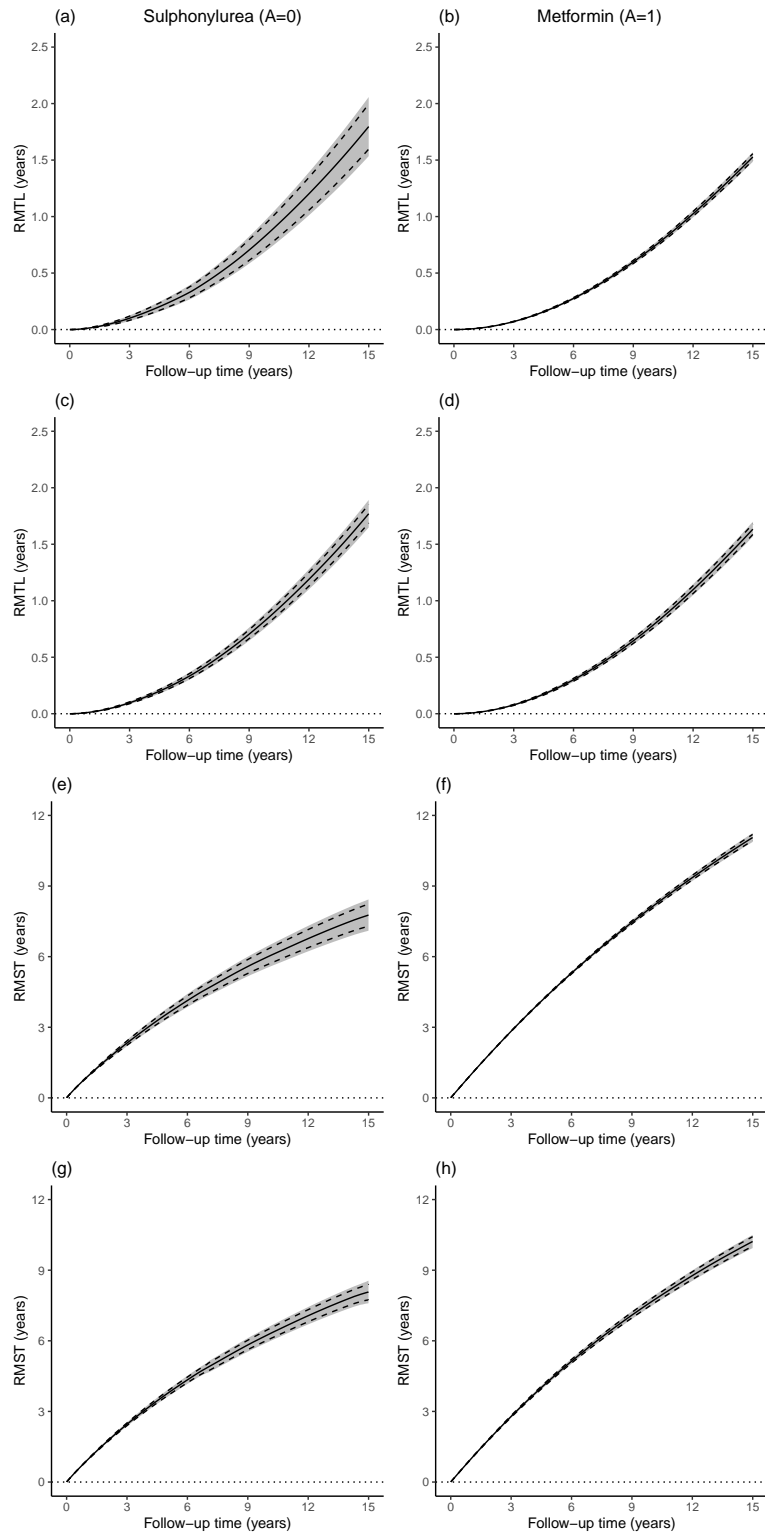 (a) Sulphonylurea (A=0)
(b) Metformin (A=1)
2.5
2.0
1.5
1.0
0.5
0.0
RMTL (years)
0 3 6 9 12 15
Follow−up time (years)
2.5
2.0
1.5
1.0
0.5
0.0
RMTL (years)
0 3 6 9 12 15
Follow−up time (years)
(c)
(d)
2.5
2.0
1.5
1.0
0.5
0.0
RMTL (years)
0 3 6 9 12 15
Follow−up time (years)
2.5
2.0
1.5
1.0
0.5
0.0
RMTL (years)
0 3 6 9 12 15
Follow−up time (years)
(e)
(f)
12
9
6
3
0
RMST (years)
0 3 6 9 12 15
Follow−up time (years)
12
9
6
3
0
RMST (years)
0 3 6 9 12 15
Follow−up time (years)
(g)
(h)
12
9
6
3
0
RMST (years)
0 3 6 9 12 15
Follow−up time (years)
12
9
6
3
0
RMST (years)
0 3 6 9 12 15
Follow−up time (years)